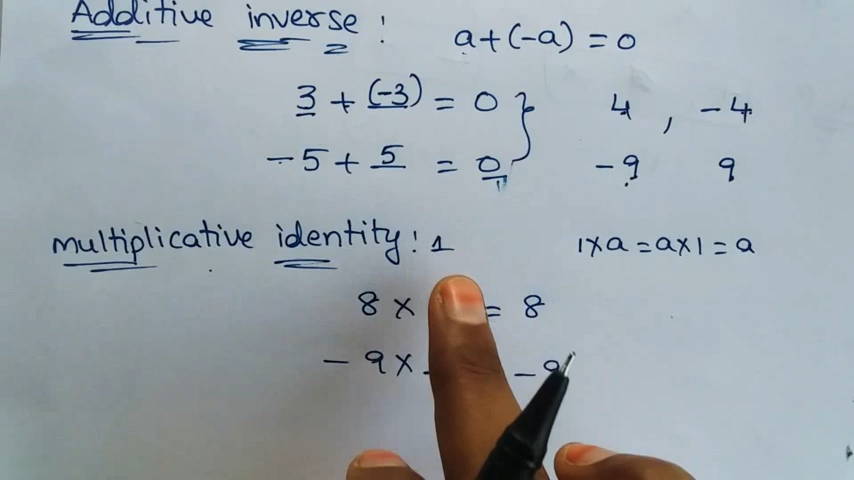 Additive inverse : a+(-a) = 0
3 + (-3) = 0 } 4 , -4
-5 + 5 = 0 -9 9
multiplicative identity : 1 1×a = a×1 = a
8 × = 8
-9 × -9